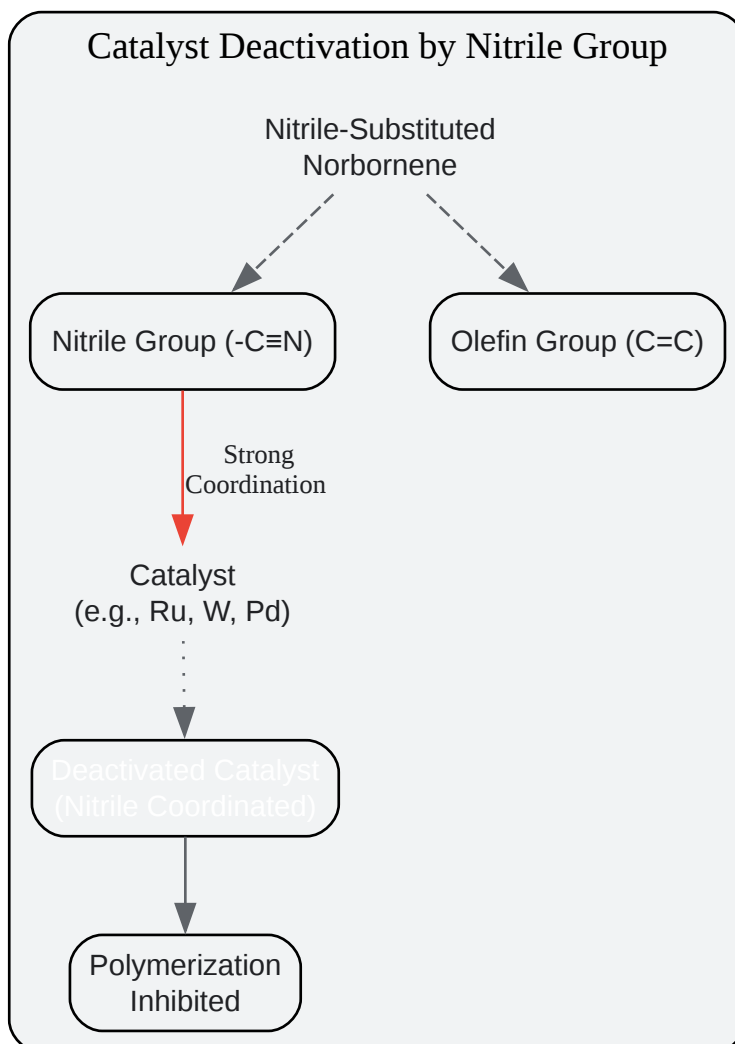 Catalyst Deactivation by Nitrile Group
Nitrile-Substituted
Norbornene
Nitrile Group (-C≡N)
Olefin Group (C=C)
Strong
Coordination
Catalyst
(e.g., Ru, W, Pd)
Deactivated Catalyst
(Nitrile Coordinated)
Polymerization
Inhibited